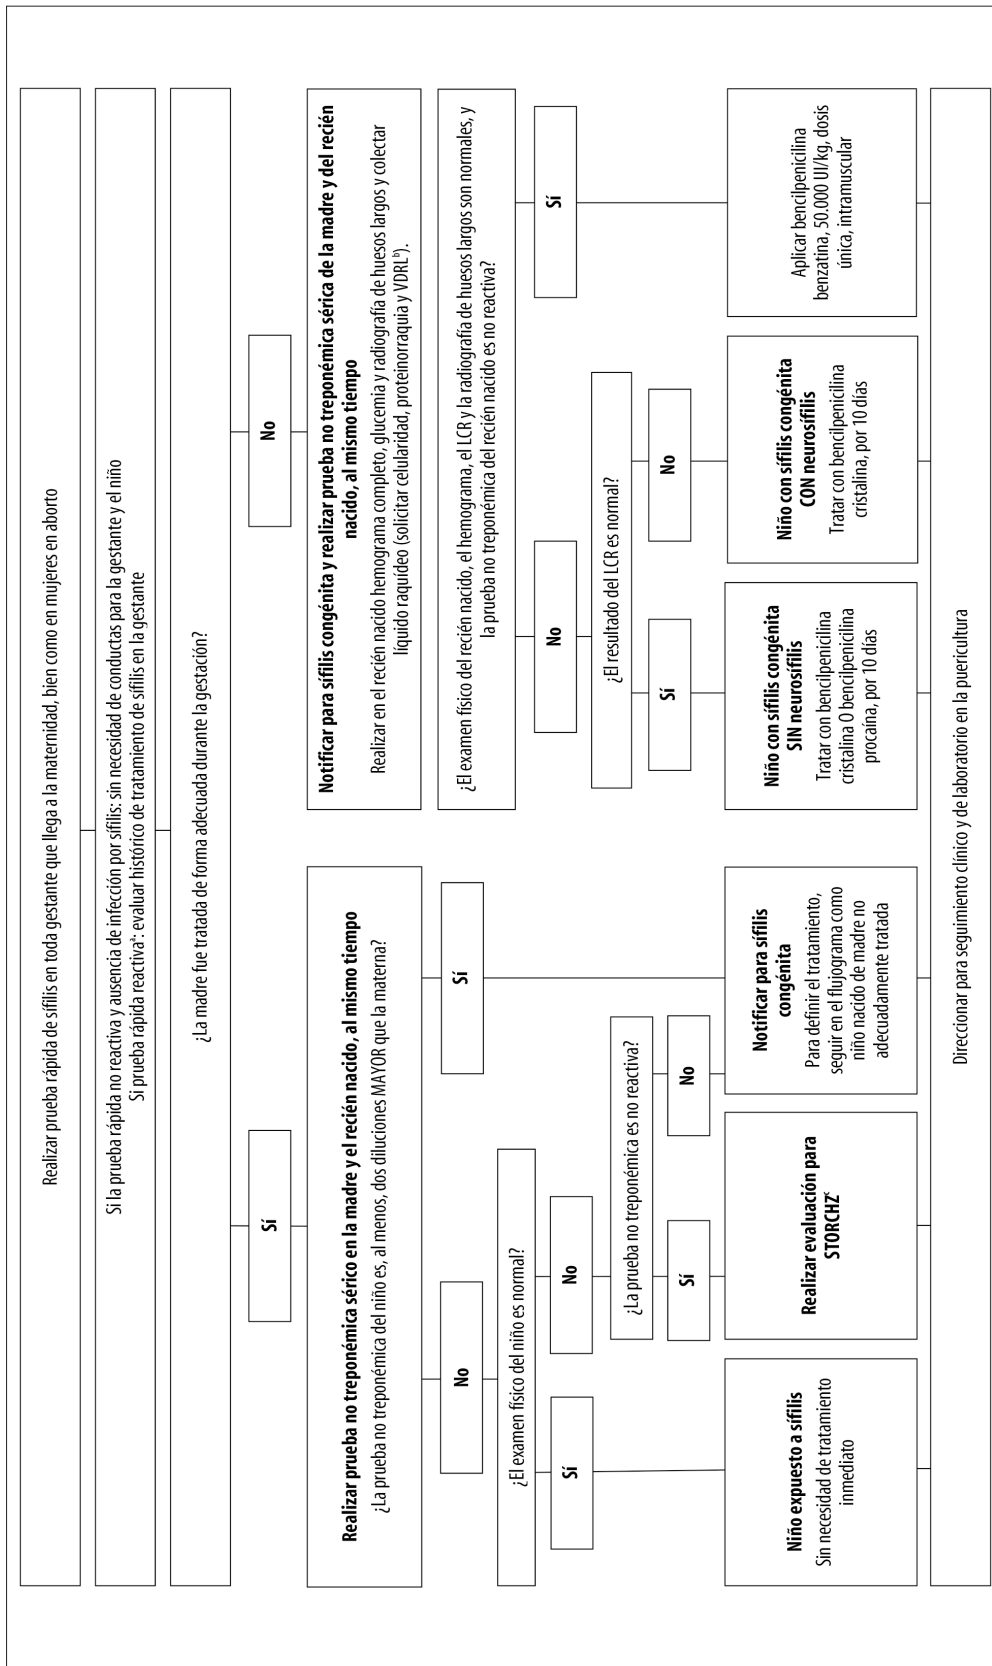 Realizar prueba rápida de sífilis en toda gestante que llega a la maternidad, bien como en mujeres en aborto
Si la prueba rápida no reactiva y ausencia de infección por sífilis: sin necesidad de conductas para la gestante y el niño
Si prueba rápida reactivaᵃ: evaluar histórico de tratamiento de sífilis en la gestante
¿La madre fue tratada de forma adecuada durante la gestación?
Sí
No
Realizar prueba no treponémica sérico en la madre y el recién nacido, al mismo tiempo
¿La prueba no treponémica del niño es, al menos, dos diluciones MAYOR que la materna?
Notificar para sífilis congénita y realizar prueba no treponémica sérica de la madre y del recién
nacido, al mismo tiempo
Realizar en el recién nacido hemograma completo, glucemia y radiografía de huesos largos y colectar
líquido raquídeo (solicitar celularidad, proteinorraquia y VDRLᵇ).
No
Sí
¿El examen físico del recién nacido, el hemograma, el LCR y la radiografía de huesos largos son normales, y
la prueba no treponémica del recién nacido es no reactiva?
¿El examen físico del niño es normal?
No
Sí
Sí
No
¿El resultado del LCR es normal?
¿La prueba no treponémica es no reactiva?
Sí
No
Sí
No
Niño expuesto a sífilis
Sin necesidad de tratamiento
inmediato
Realizar evaluación para
STORCHZᶜ
Notificar para sífilis
congénita
Para definir el tratamiento,
seguir en el flujograma como
niño nacido de madre no
adecuadamente tratada
Niño con sífilis congénita
SIN neurosífilis
Tratar con bencilpenicilina
cristalina O bencilpenicilina
procaína, por 10 días
Niño con sífilis congénita
CON neurosífilis
Tratar con bencilpenicilina
cristalina, por 10 días
Aplicar bencilpenicilina
benzatina, 50.000 UI/kg, dosis
única, intramuscular
Direccionar para seguimiento clínico y de laboratorio en la puericultura